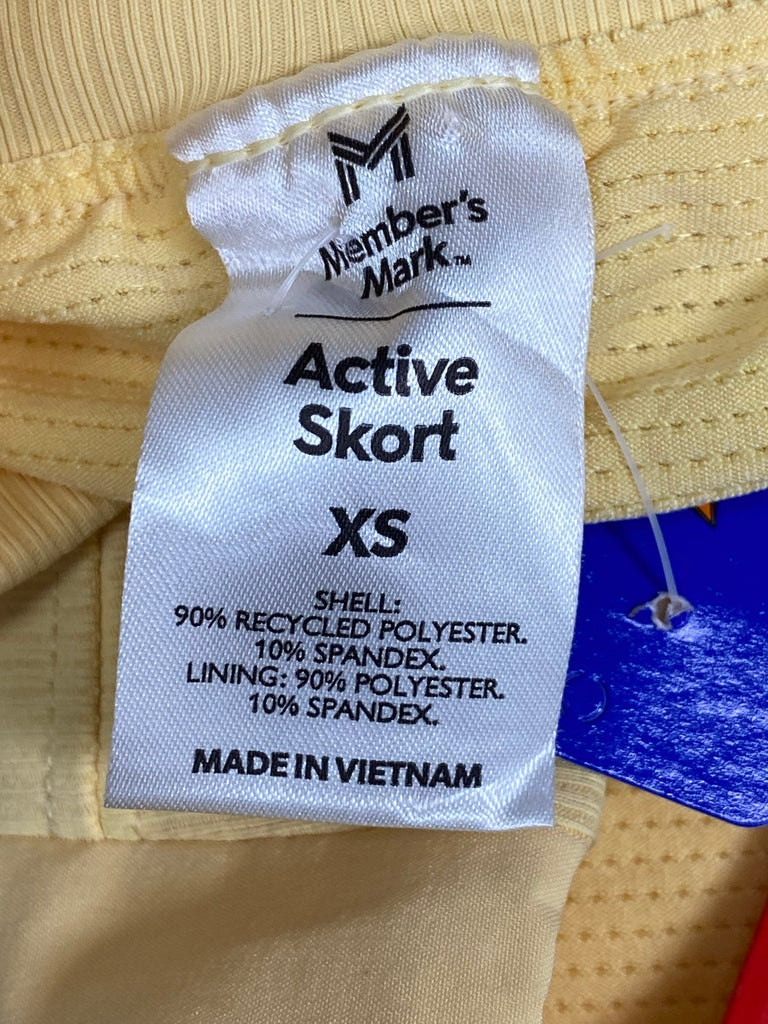 M
Member's
Mark™
Active
Skort
XS
SHELL:
90% RECYCLED POLYESTER.
10% SPANDEX.
LINING: 90% POLYESTER.
10% SPANDEX.
MADE IN VIETNAM